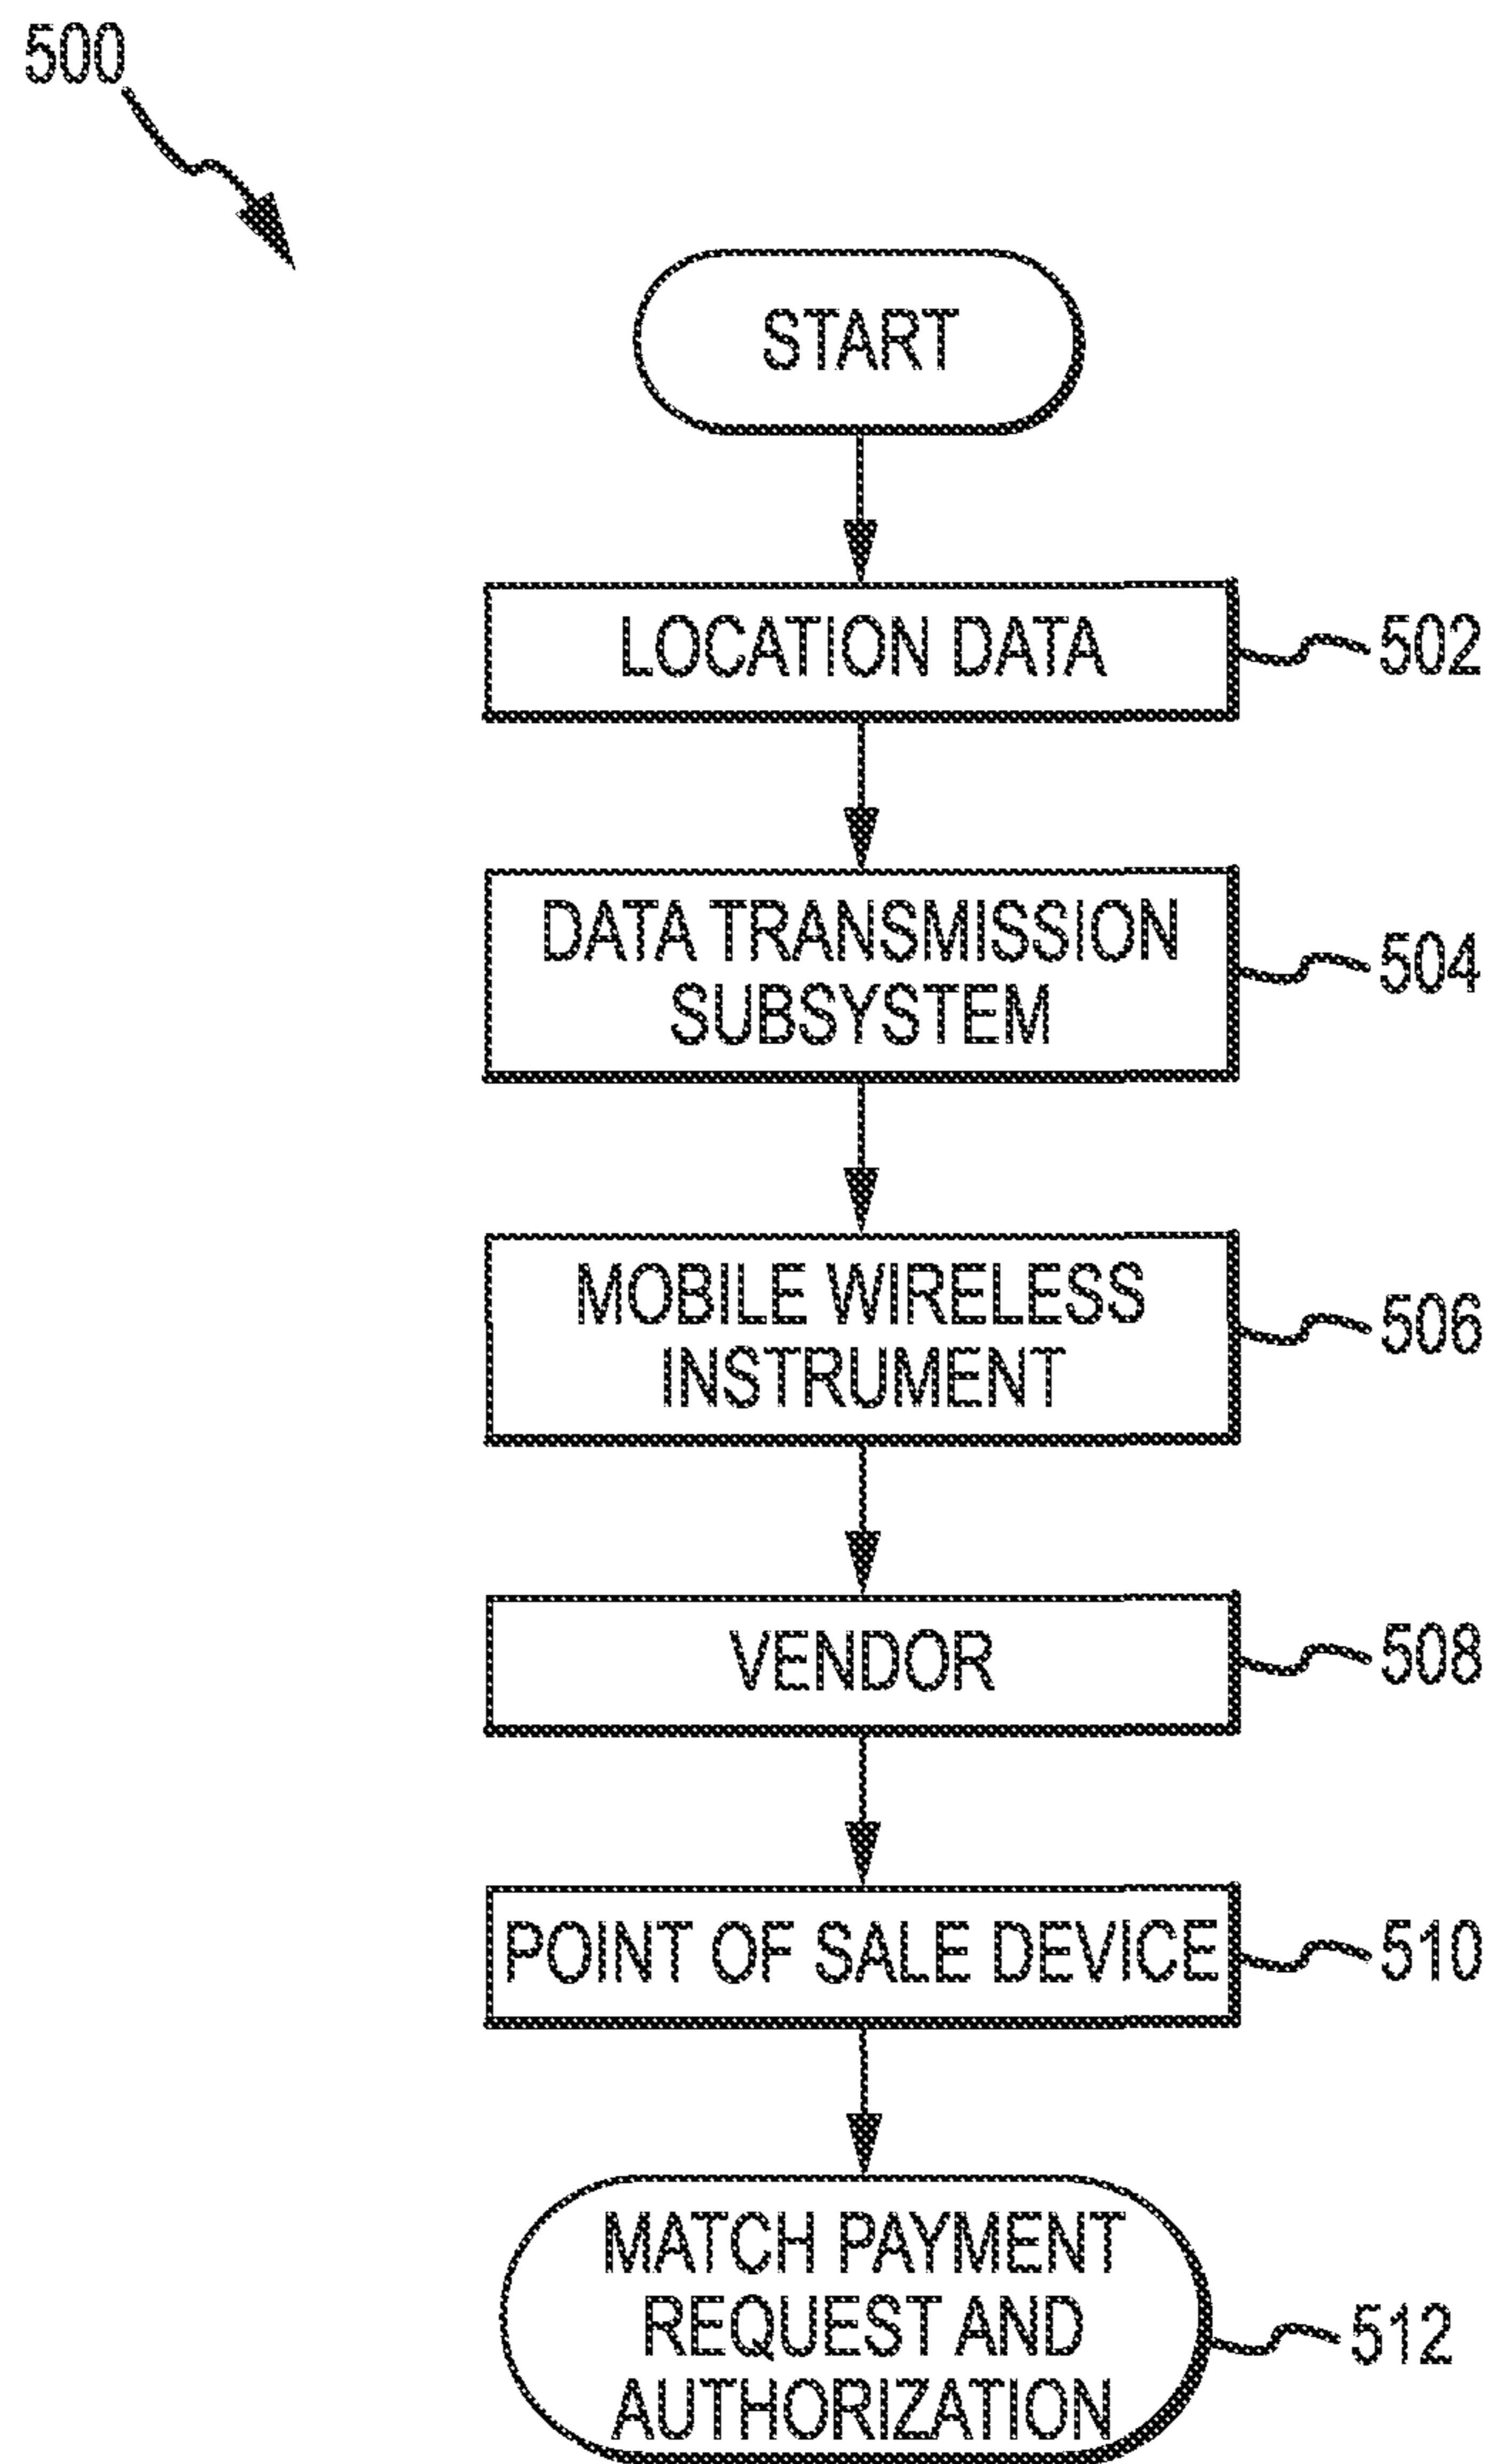 500
START
LOCATION DATA
502
DATA TRANSMISSION
SUBSYSTEM
504
MOBILE WIRELESS
INSTRUMENT
506
VENDOR
508
POINT OF SALE DEVICE
510
MATCH PAYMENT
REQUEST AND
AUTHORIZATION
512